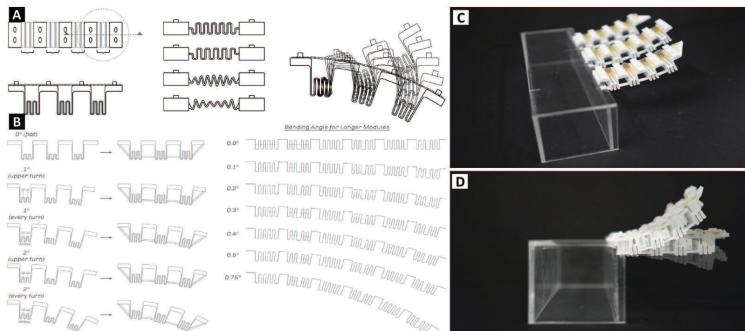 A
B
0° (flat)
1°
(upper turn)
1°
(every turn)
2°
(upper turn)
2°
(every turn)
Bending Angle for Longer Modules
0.0°
0.1°
0.2°
0.3°
0.4°
0.5°
0.75°
C
D